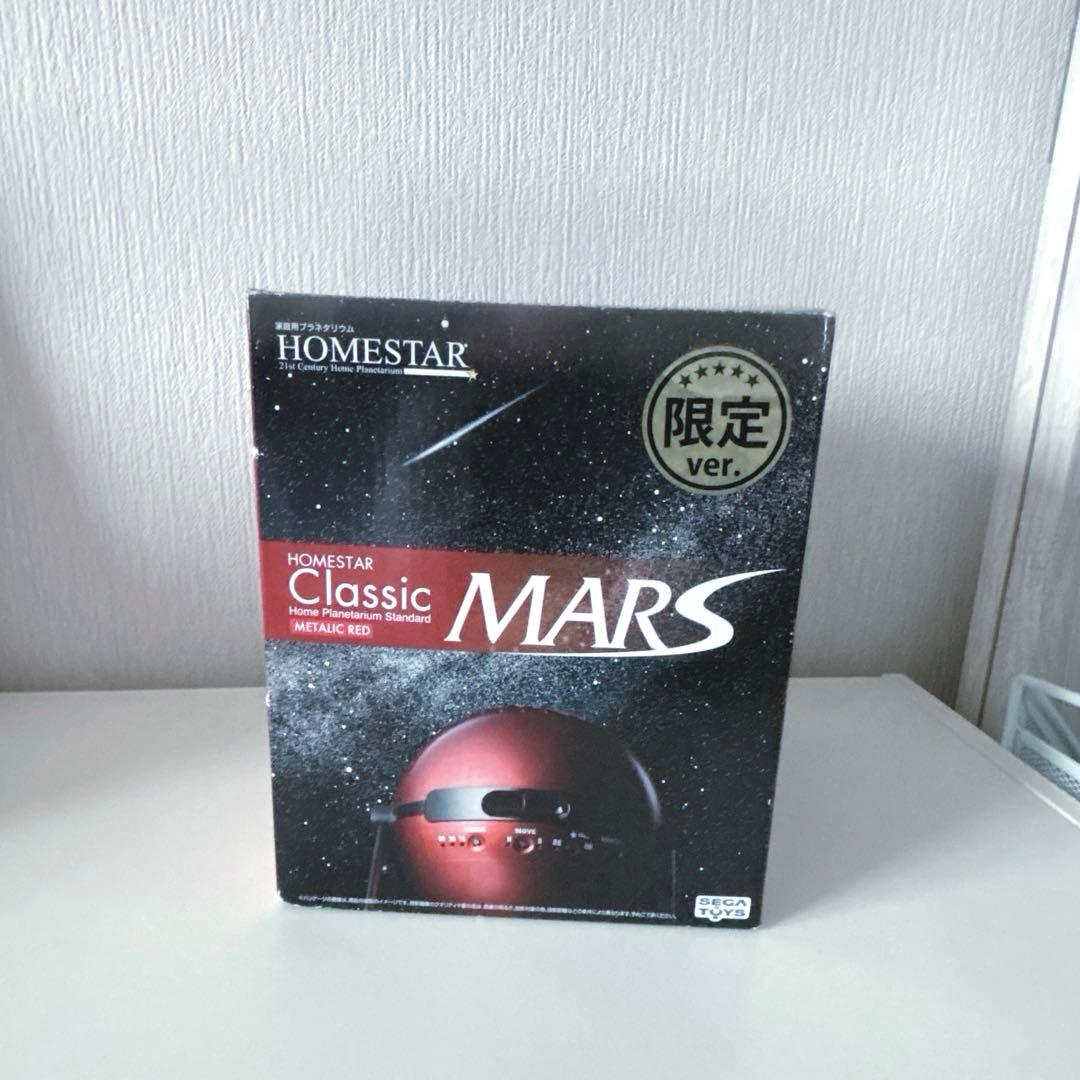 家庭用プラネタリウム
HOMESTAR
21st Century Home Planetarium
限定
ver.
HOMESTAR
Classic
Home Planetarium Standard
METALIC RED
MARS
MOVE
SEGA
TOYS